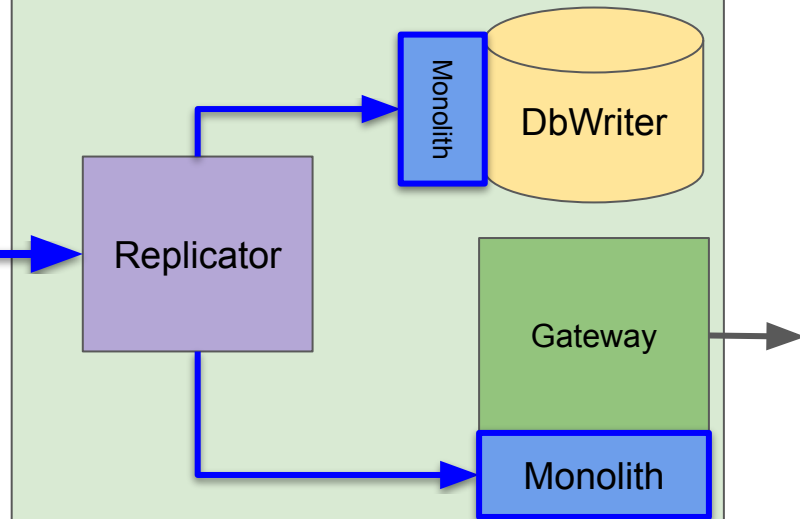 Monolith
DbWriter
Replicator
Gateway
Monolith